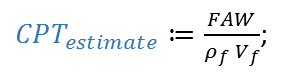 CPT_estimate := FAW / (ρ_f V_f);